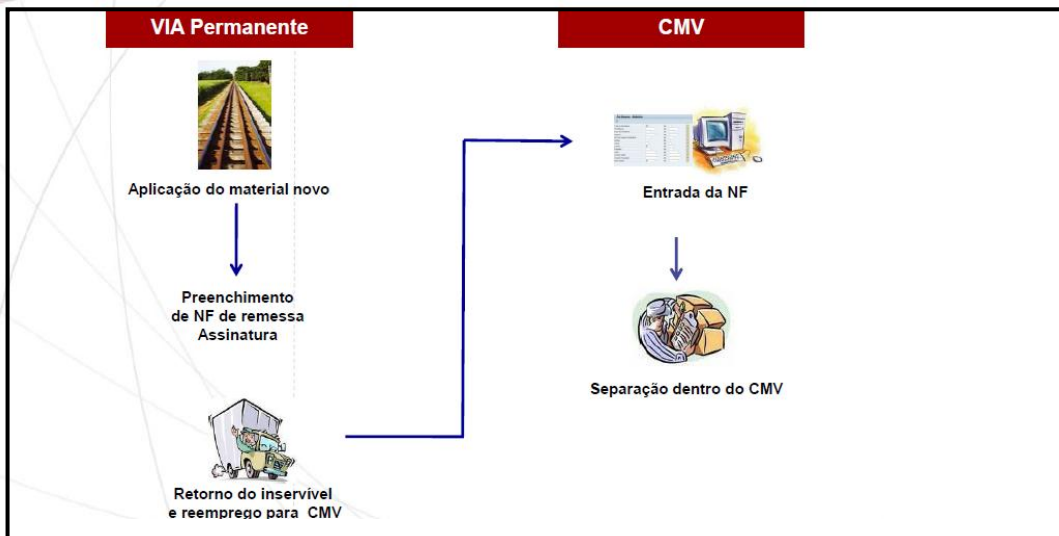 VIA Permanente
Aplicação do material novo
Preenchimento
de NF de remessa
Assinatura
Retorno do inservível
e reemprego para CMV
CMV
Entrada da NF
Separação dentro do CMV